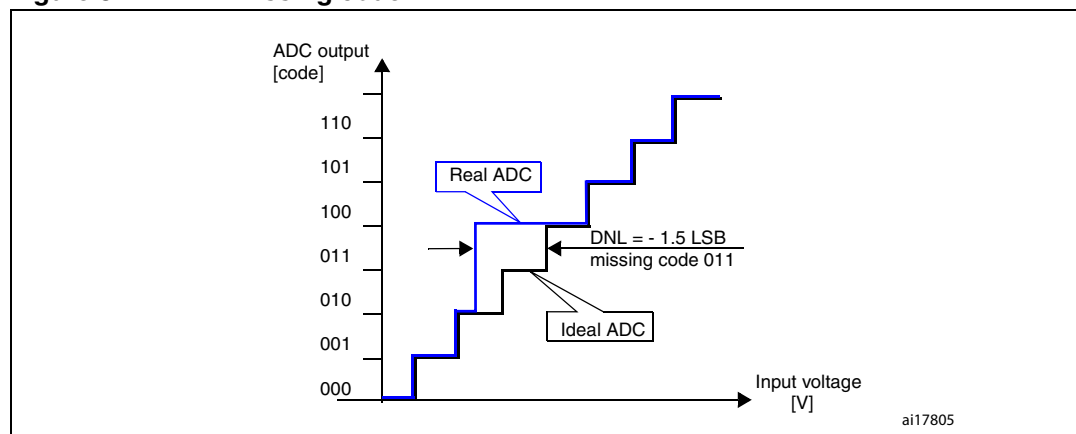 ADC output
[code]
110
101
100
011
010
001
000
Real ADC
DNL = - 1.5 LSB
missing code 011
Ideal ADC
Input voltage
[V]
ai17805